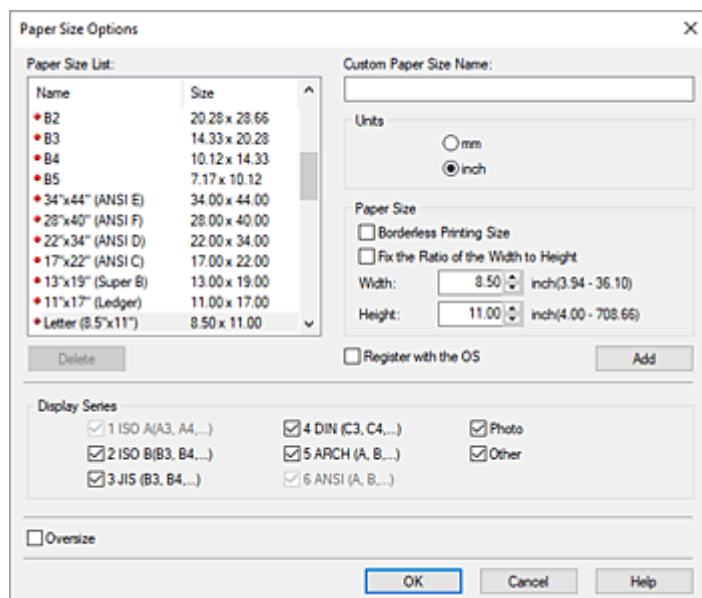 Paper Size Options
Paper Size List:
Name Size
B2 20.28 x 28.66
B3 14.33 x 20.28
B4 10.12 x 14.33
B5 7.17 x 10.12
34"x44" (ANSI E) 34.00 x 44.00
28"x40" (ANSI F) 28.00 x 40.00
22"x34" (ANSI D) 22.00 x 34.00
17"x22" (ANSI C) 17.00 x 22.00
13"x19" (Super B) 13.00 x 19.00
11"x17" (Ledger) 11.00 x 17.00
Letter (8.5"x11") 8.50 x 11.00
Delete
Custom Paper Size Name:
Units
mm
inch
Paper Size
Borderless Printing Size
Fix the Ratio of the Width to Height
Width: 8.50 inch(3.94 - 36.10)
Height: 11.00 inch(4.00 - 708.66)
Register with the OS Add
Display Series
1 ISO A(A3, A4,...) 4 DIN (C3, C4,...) Photo
2 ISO B(B3, B4,...) 5 ARCH (A, B,...) Other
3 JIS (B3, B4,...) 6 ANSI (A, B,...)
Oversize
OK Cancel Help